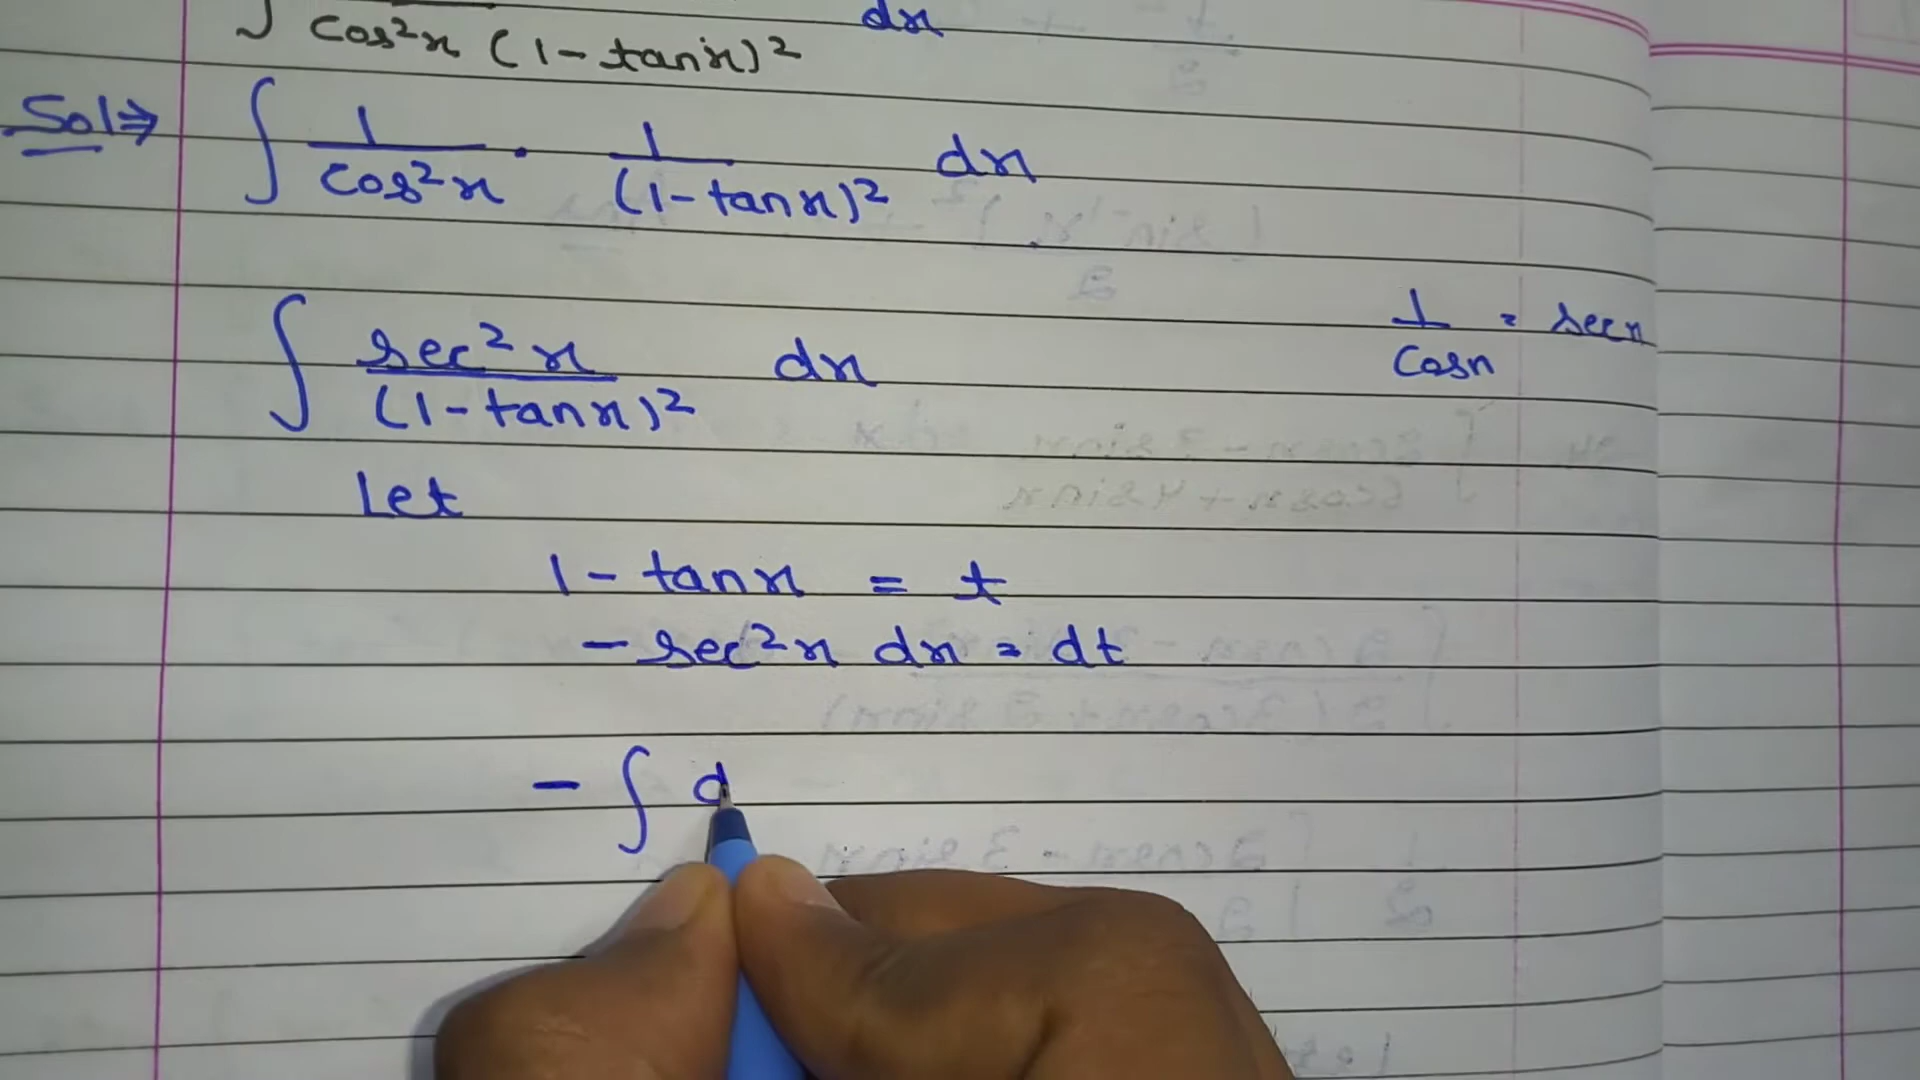 ∫ cos²x (1-tanx)² dx
Sol⇒ ∫ 1/cos²x · 1/(1-tanx)² dx
∫ sec²x/(1-tanx)² dx
1/cosx = secx
Let
1 - tanx = t
- sec²x dx = dt
- ∫ d